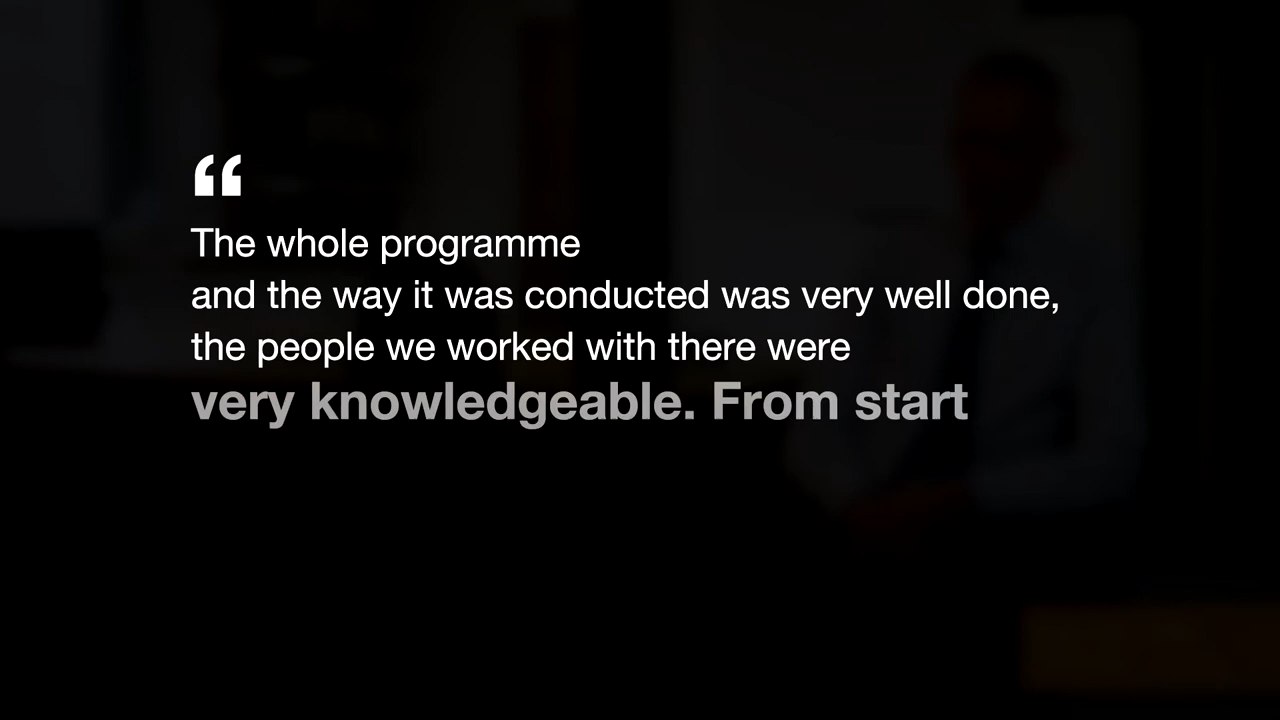 “
The whole programme
and the way it was conducted was very well done,
the people we worked with there were
very knowledgeable. From start